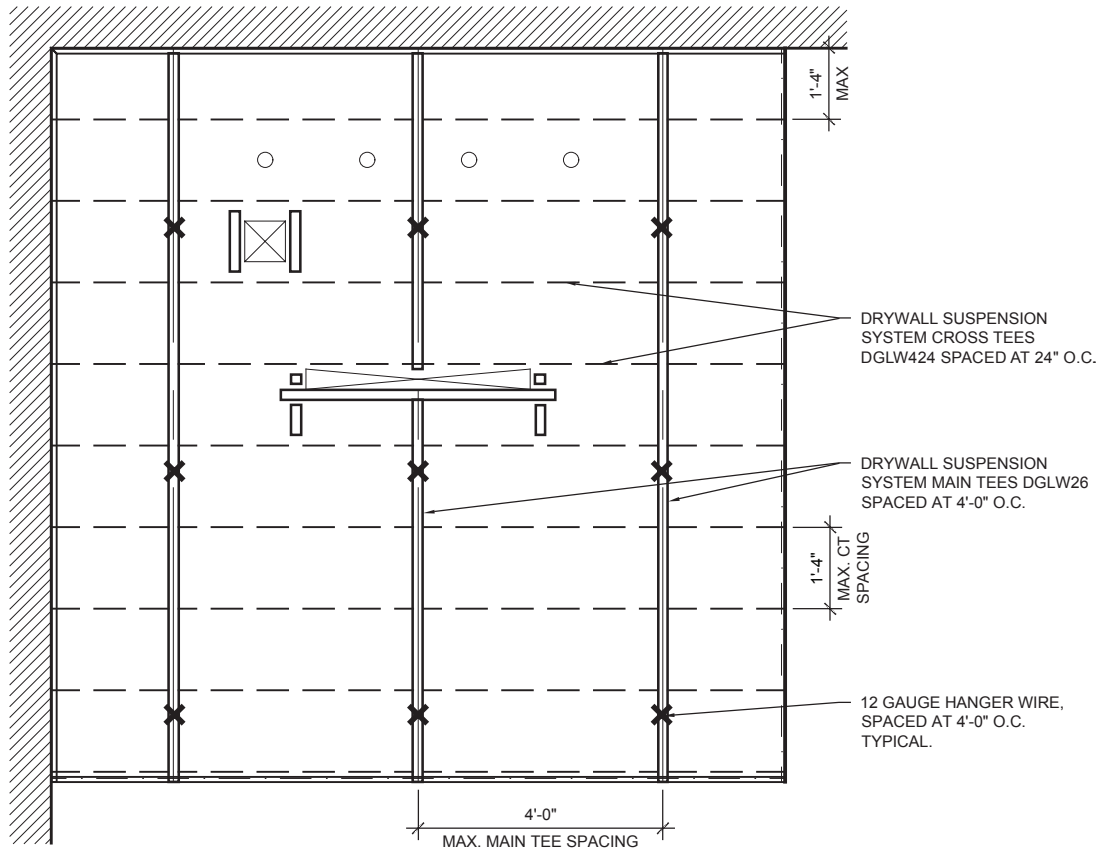 1'-4"
MAX
DRYWALL SUSPENSION
SYSTEM CROSS TEES
DGLW424 SPACED AT 24" O.C.
DRYWALL SUSPENSION
SYSTEM MAIN TEES DGLW26
SPACED AT 4'-0" O.C.
1'-4"
MAX. CT
SPACING
12 GAUGE HANGER WIRE,
SPACED AT 4'-0" O.C.
TYPICAL.
4'-0"
MAX. MAIN TEE SPACING